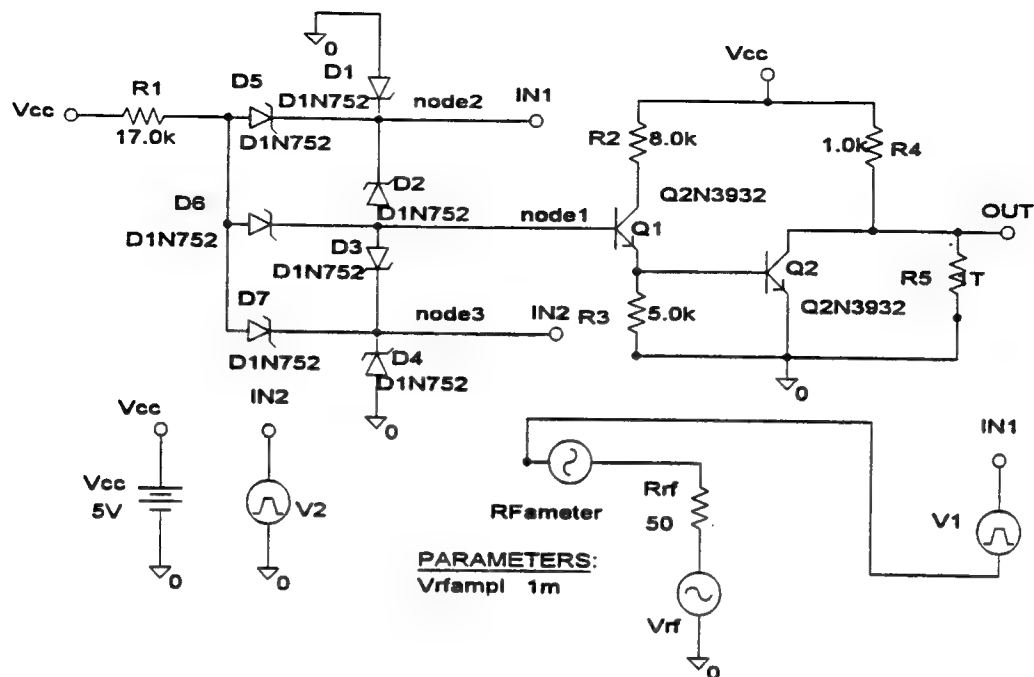 0
Vcc
D1
R1
D5
D1N752
node2
IN1
Vcc
17.0k
D1N752
R2
8.0k
1.0k
R4
D2
D1N752
Q2N3932
D6
D1N752
node1
Q1
OUT
D3
D1N752
Q2
R5
1T
D7
node3
IN2
R3
5.0k
Q2N3932
D1N752
D4
D1N752
0
0
Vcc
IN2
IN1
Vcc
5V
V2
RFameter
Rrf
50
V1
PARAMETERS:
Vrfampl 1m
Vrf
0
0
0